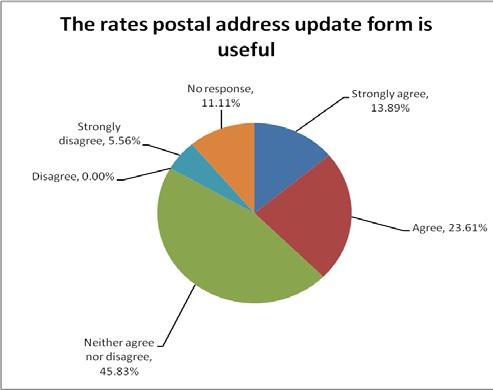 The rates postal address update form is
useful
No response,
11.11%
Strongly agree,
13.89%
Strongly
disagree, 5.56%
Disagree, 0.00%
Agree, 23.61%
Neither agree
nor disagree,
45.83%